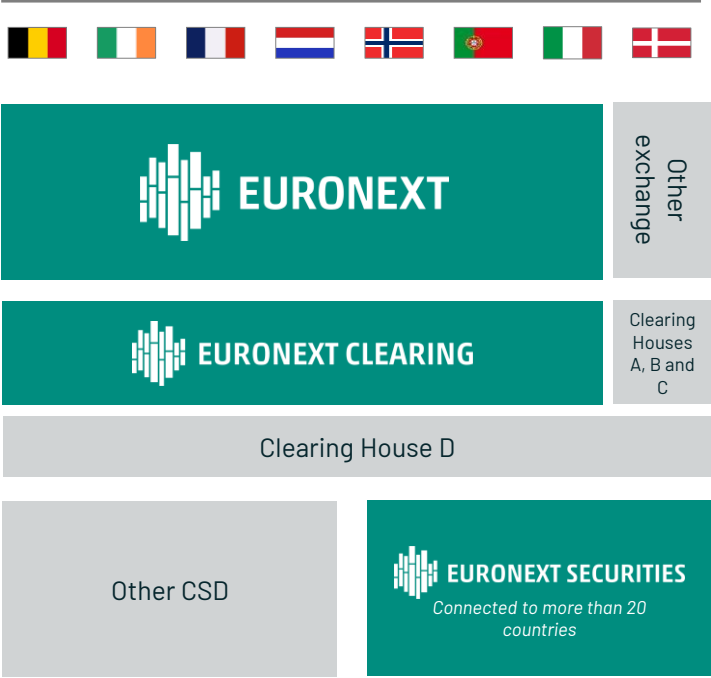 EURONEXT
Other
exchange
EURONEXT CLEARING
Clearing
Houses
A, B and
C
Clearing House D
Other CSD
EURONEXT SECURITIES
Connected to more than 20
countries